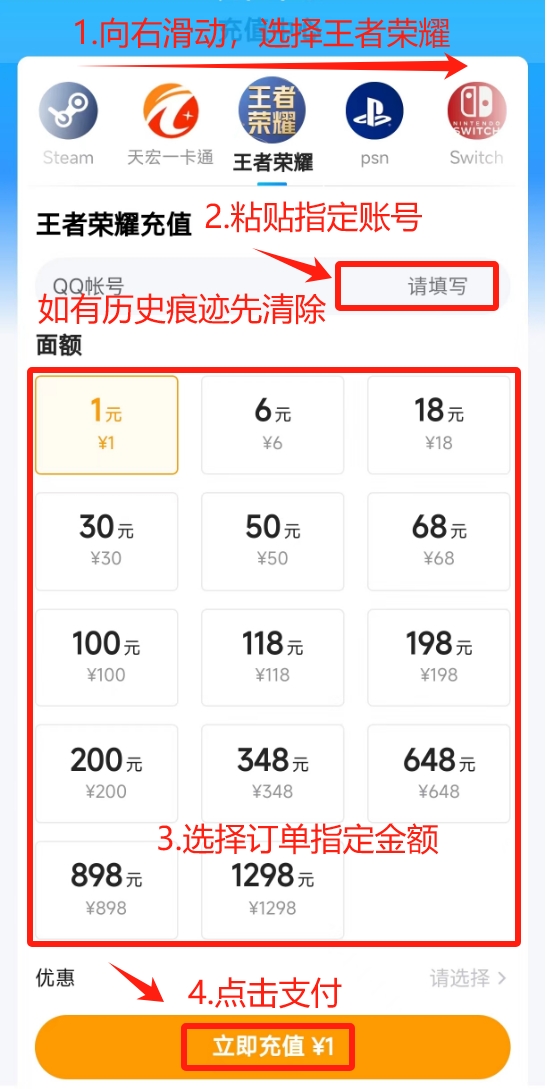 1.向右滑动，选择王者荣耀
王者荣耀
NINTENDO
SWITCH
Steam 天宏一卡通 王者荣耀 psn Switch
王者荣耀充值
2.粘贴指定账号
QQ帐号 请填写
如有历史痕迹先清除
面额
1元 6元 18元
¥1 ¥6 ¥18
30元 50元 68元
¥30 ¥50 ¥68
100元 118元 198元
¥100 ¥118 ¥198
200元 348元 648元
¥200 ¥348 ¥648
3.选择订单指定金额
898元 1298元
¥898 ¥1298
优惠 请选择
4.点击支付
立即充值 ¥1